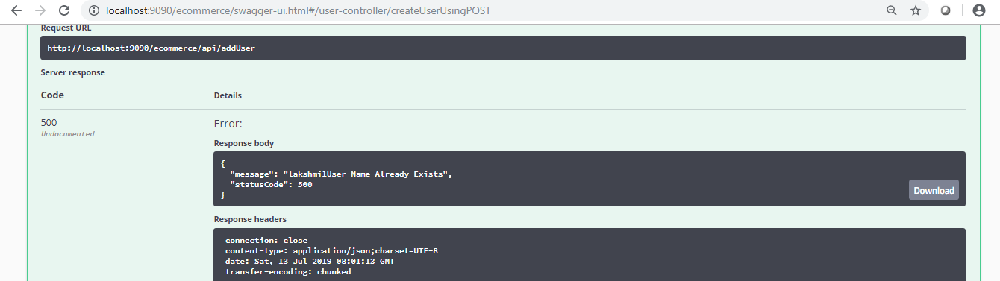 localhost:9090/ecommerce/swagger-ui.html#/user-controller/createUserUsingPOST
Request URL
http://localhost:9090/ecommerce/api/addUser
Server response
Code Details
500 Error:
Undocumented
Response body
{
"message": "lakshmi1User Name Already Exists",
"statusCode": 500
}
Download
Response headers
connection: close
content-type: application/json;charset=UTF-8
date: Sat, 13 Jul 2019 08:01:13 GMT
transfer-encoding: chunked